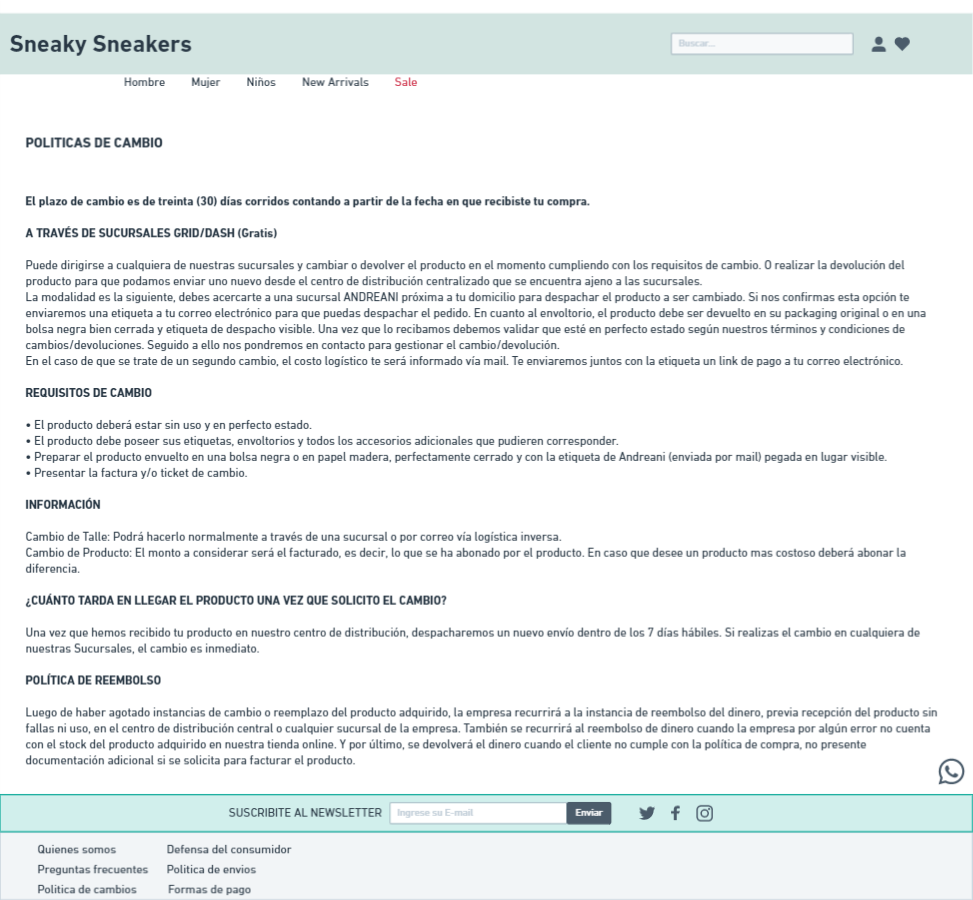 Sneaky Sneakers
Buscar...
Hombre Mujer Niños New Arrivals Sale
POLITICAS DE CAMBIO
El plazo de cambio es de treinta (30) días corridos contando a partir de la fecha en que recibiste tu compra.
A TRAVÉS DE SUCURSALES GRID/DASH (Gratis)
Puede dirigirse a cualquiera de nuestras sucursales y cambiar o devolver el producto en el momento cumpliendo con los requisitos de cambio. O realizar la devolución del
producto para que podamos enviar uno nuevo desde el centro de distribución centralizado que se encuentra ajeno a las sucursales.
La modalidad es la siguiente, debes acercarte a una sucursal ANDREANI próxima a tu domicilio para despachar el producto a ser cambiado. Si nos confirmas esta opción te
enviaremos una etiqueta a tu correo electrónico para que puedas despachar el pedido. En cuanto al envoltorio, el producto debe ser devuelto en su packaging original o en una
bolsa negra bien cerrada y etiqueta de despacho visible. Una vez que lo recibamos debemos validar que esté en perfecto estado según nuestros términos y condiciones de
cambios/devoluciones. Seguido a ello nos pondremos en contacto para gestionar el cambio/devolución.
En el caso de que se trate de un segundo cambio, el costo logístico te será informado vía mail. Te enviaremos juntos con la etiqueta un link de pago a tu correo electrónico.
REQUISITOS DE CAMBIO
• El producto deberá estar sin uso y en perfecto estado.
• El producto debe poseer sus etiquetas, envoltorios y todos los accesorios adicionales que pudieren corresponder.
• Preparar el producto envuelto en una bolsa negra o en papel madera, perfectamente cerrado y con la etiqueta de Andreani (enviada por mail) pegada en lugar visible.
• Presentar la factura y/o ticket de cambio.
INFORMACIÓN
Cambio de Talle: Podrá hacerlo normalmente a través de una sucursal o por correo vía logística inversa.
Cambio de Producto: El monto a considerar será el facturado, es decir, lo que se ha abonado por el producto. En caso que desee un producto mas costoso deberá abonar la
diferencia.
¿CUÁNTO TARDA EN LLEGAR EL PRODUCTO UNA VEZ QUE SOLICITO EL CAMBIO?
Una vez que hemos recibido tu producto en nuestro centro de distribución, despacharemos un nuevo envío dentro de los 7 días hábiles. Si realizas el cambio en cualquiera de
nuestras Sucursales, el cambio es inmediato.
POLÍTICA DE REEMBOLSO
Luego de haber agotado instancias de cambio o reemplazo del producto adquirido, la empresa recurrirá a la instancia de reembolso del dinero, previa recepción del producto sin
fallas ni uso, en el centro de distribución central o cualquier sucursal de la empresa. También se recurrirá al reembolso de dinero cuando la empresa por algún error no cuenta
con el stock del producto adquirido en nuestra tienda online. Y por último, se devolverá el dinero cuando el cliente no cumple con la política de compra, no presente
documentación adicional si se solicita para facturar el producto.
SUSCRIBITE AL NEWSLETTER Ingrese su E-mail Enviar
Quienes somos Defensa del consumidor
Preguntas frecuentes Politica de envios
Politica de cambios Formas de pago